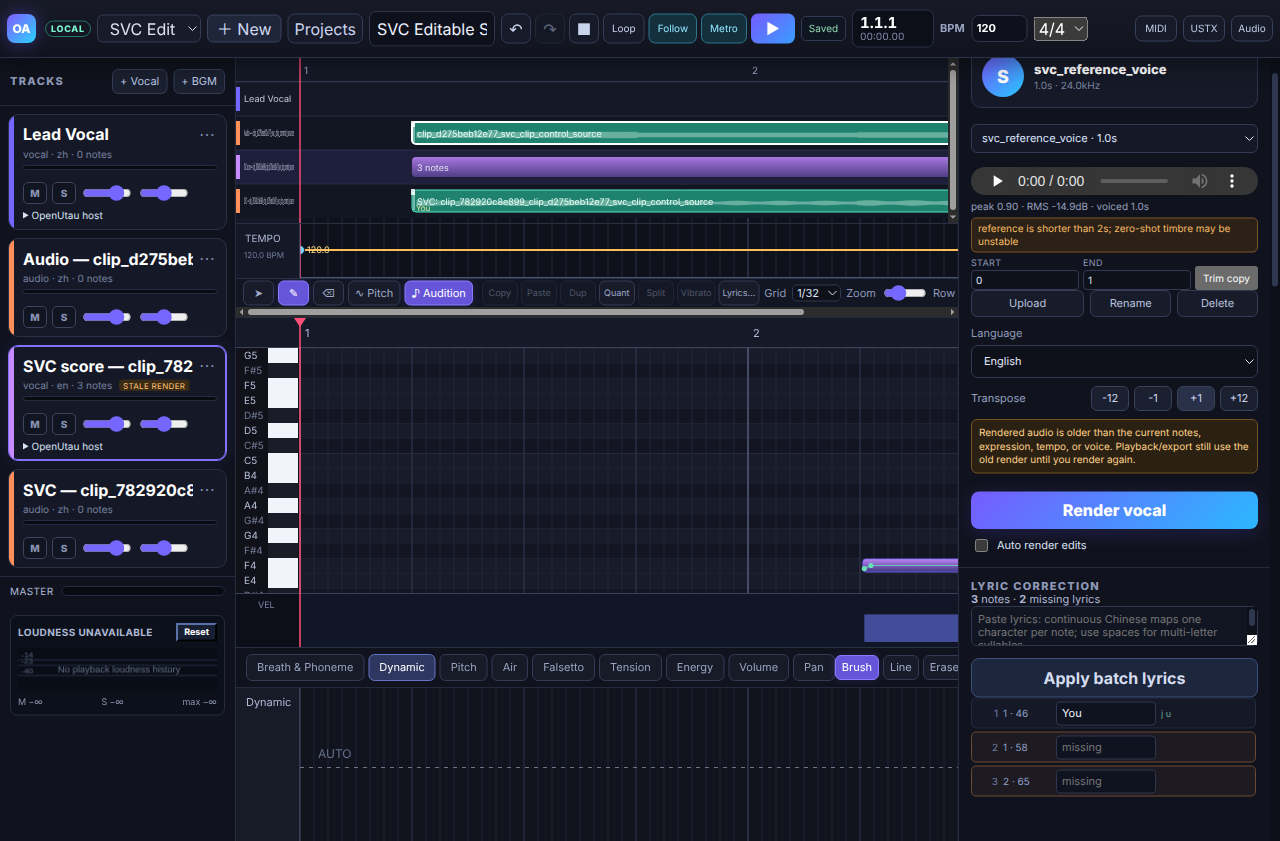 OA LOCAL SVC Edit + New Projects SVC Editable S Loop Follow Metro Saved 1.1.1 00:00.00 BPM 120 4/4 MIDI USTX Audio
TRACKS + Vocal + BGM
Lead Vocal ...
vocal · zh · 0 notes
M S
OpenUtau host
Audio — clip_d275beb ...
audio · zh · 0 notes
M S
SVC score — clip_782 ...
vocal · en · 3 notes STALE RENDER
M S
OpenUtau host
SVC — clip_782920c8 ...
audio · zh · 0 notes
M S
MASTER
LOUDNESS UNAVAILABLE Reset
-14
-23
-40
No playback loudness history
M −∞ S −∞ max −∞
1 2
Lead Vocal
clip_d275beb12e77_svc_clip_control_source
3 notes
SVC: clip_782920c8e899_clip_d275beb12e77_svc_clip_control_source
You
TEMPO
120.0 BPM
120.0
Pitch Audition Copy Paste Dup Quant Split Vibrato Lyrics... Grid 1/32 Zoom Row
1 2
G5
F#5
F5
E5
D#5
D5
C#5
C5
B4
A#4
A4
G#4
G4
F#4
F4
E4
VEL
Breath & Phoneme Dynamic Pitch Air Falsetto Tension Energy Volume Pan Brush Line Erase
Dynamic
AUTO
S svc_reference_voice
1.0s · 24.0kHz
svc_reference_voice · 1.0s
0:00 / 0:00
peak 0.90 · RMS -14.9dB · voiced 1.0s
reference is shorter than 2s; zero-shot timbre may be
unstable
START END
0 1 Trim copy
Upload Rename Delete
Language
English
Transpose -12 -1 +1 +12
Rendered audio is older than the current notes,
expression, tempo, or voice. Playback/export still use the
old render until you render again.
Render vocal
Auto render edits
LYRIC CORRECTION
3 notes · 2 missing lyrics
Paste lyrics: continuous Chinese maps one
character per note; use spaces for multi-letter
syllables
Apply batch lyrics
1 1 · 46 You j u
2 1 · 58 missing
3 2 · 65 missing